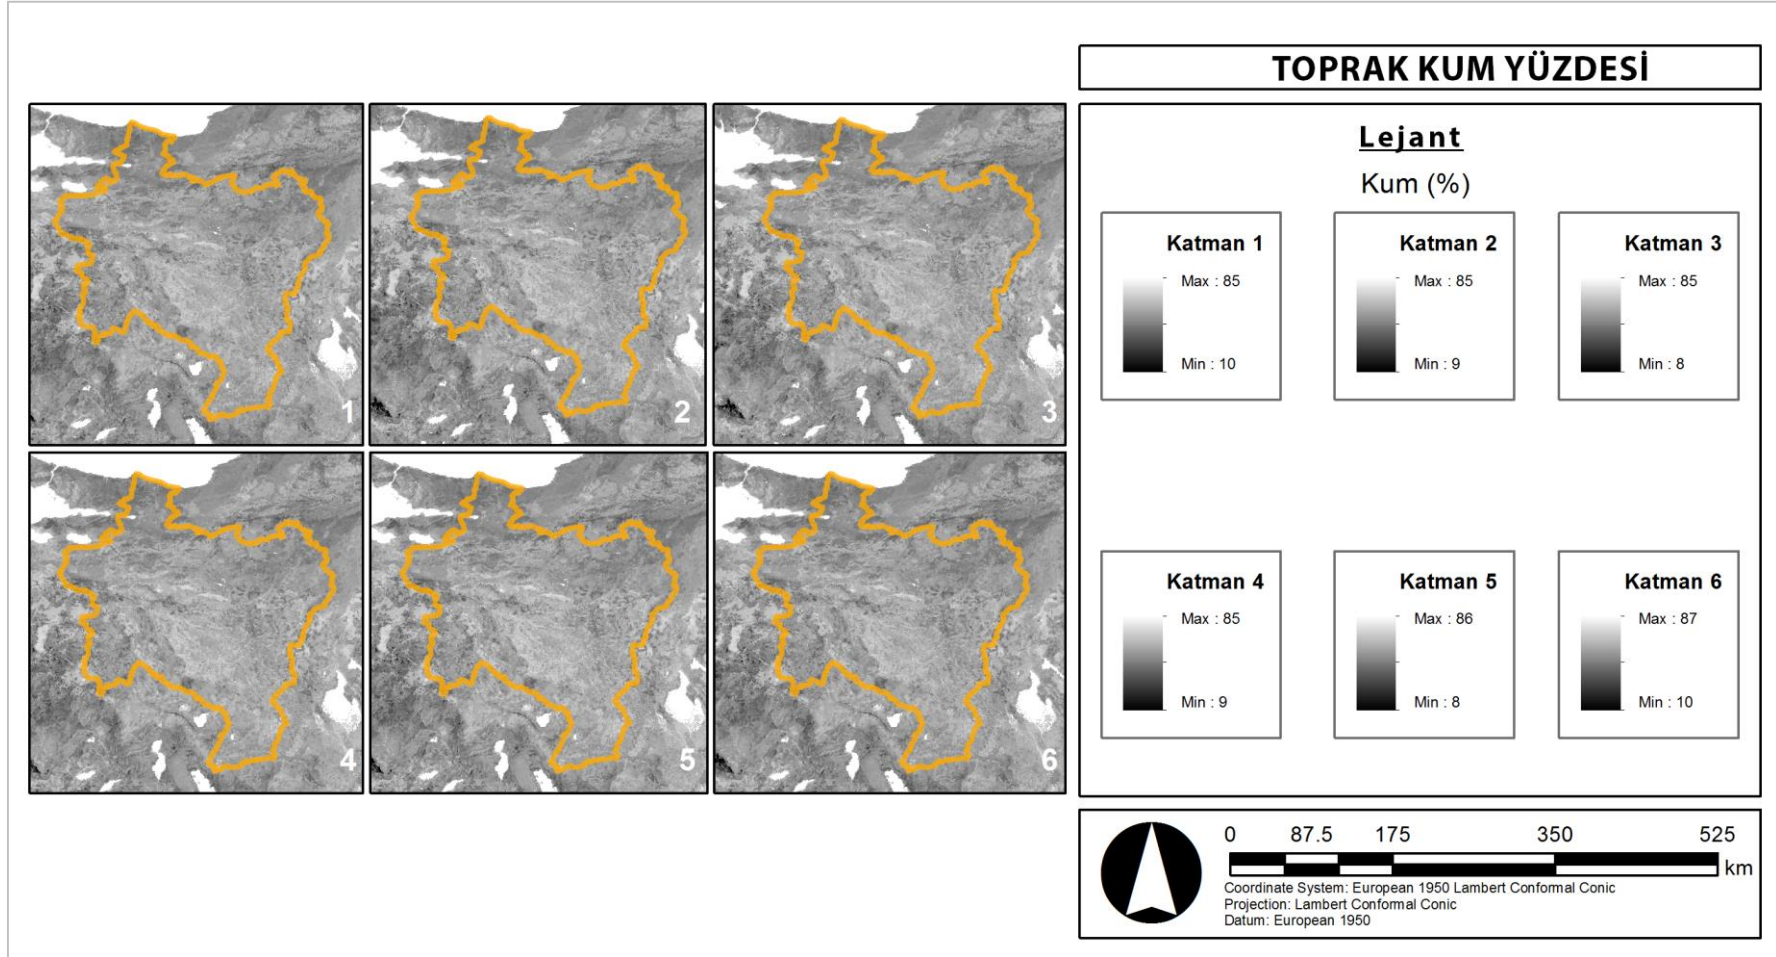 TOPRAK KUM YÜZDESİ
1
2
3
4
5
6
Lejant
Kum (%)
Katman 1
Max : 85
Min : 10
Katman 2
Max : 85
Min : 9
Katman 3
Max : 85
Min : 8
Katman 4
Max : 85
Min : 9
Katman 5
Max : 86
Min : 8
Katman 6
Max : 87
Min : 10
0 87.5 175 350 525
km
Coordinate System: European 1950 Lambert Conformal Conic
Projection: Lambert Conformal Conic
Datum: European 1950